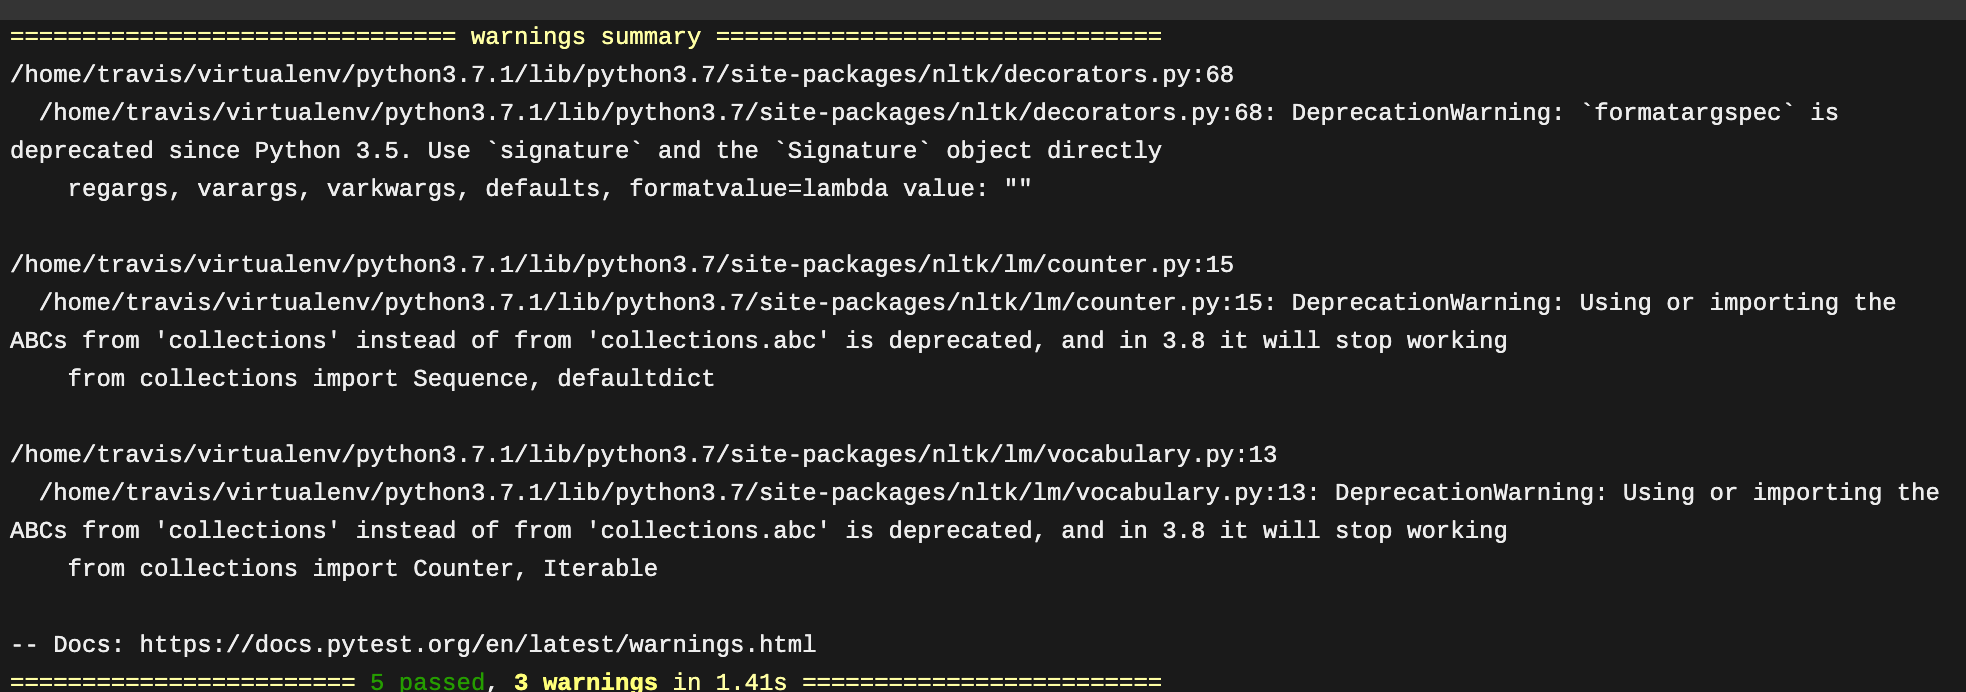 =============================== warnings summary ===============================
/home/travis/virtualenv/python3.7.1/lib/python3.7/site-packages/nltk/decorators.py:68
  /home/travis/virtualenv/python3.7.1/lib/python3.7/site-packages/nltk/decorators.py:68: DeprecationWarning: `formatargspec` is
deprecated since Python 3.5. Use `signature` and the `Signature` object directly
    regargs, varargs, varkwargs, defaults, formatvalue=lambda value: ""

/home/travis/virtualenv/python3.7.1/lib/python3.7/site-packages/nltk/lm/counter.py:15
  /home/travis/virtualenv/python3.7.1/lib/python3.7/site-packages/nltk/lm/counter.py:15: DeprecationWarning: Using or importing the
ABCs from 'collections' instead of from 'collections.abc' is deprecated, and in 3.8 it will stop working
    from collections import Sequence, defaultdict

/home/travis/virtualenv/python3.7.1/lib/python3.7/site-packages/nltk/lm/vocabulary.py:13
  /home/travis/virtualenv/python3.7.1/lib/python3.7/site-packages/nltk/lm/vocabulary.py:13: DeprecationWarning: Using or importing the
ABCs from 'collections' instead of from 'collections.abc' is deprecated, and in 3.8 it will stop working
    from collections import Counter, Iterable

-- Docs: https://docs.pytest.org/en/latest/warnings.html
======================== 5 passed, 3 warnings in 1.41s =========================